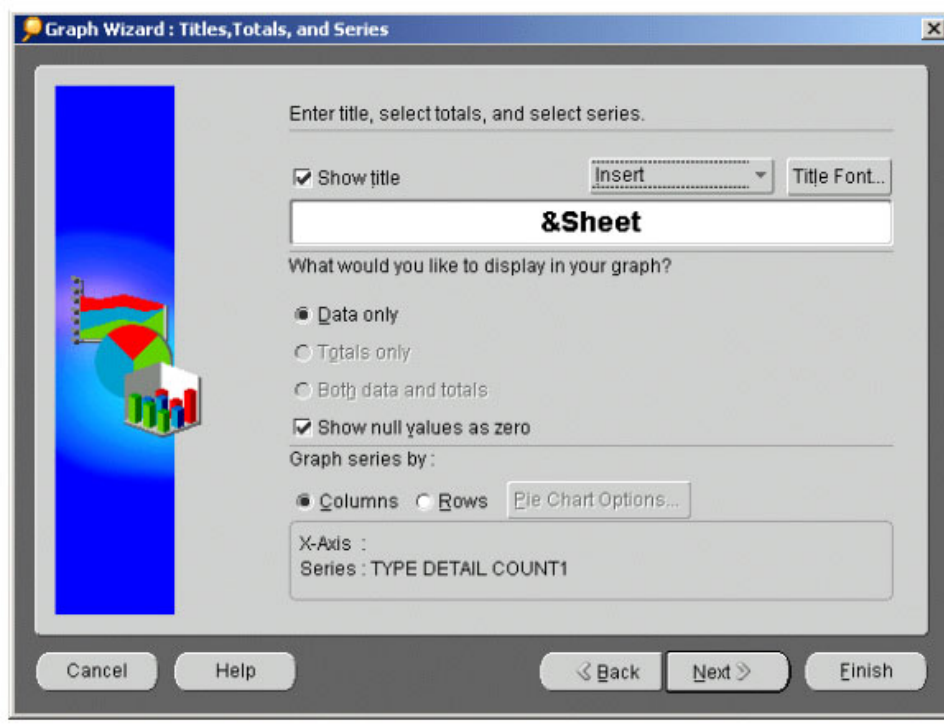 Graph Wizard : Titles,Totals, and Series
Enter title, select totals, and select series.
Show title Insert Title Font...
&Sheet
What would you like to display in your graph?
Data only
Totals only
Both data and totals
Show null values as zero
Graph series by :
Columns Rows Pie Chart Options...
X-Axis :
Series : TYPE DETAIL COUNT1
Cancel Help Back Next Finish